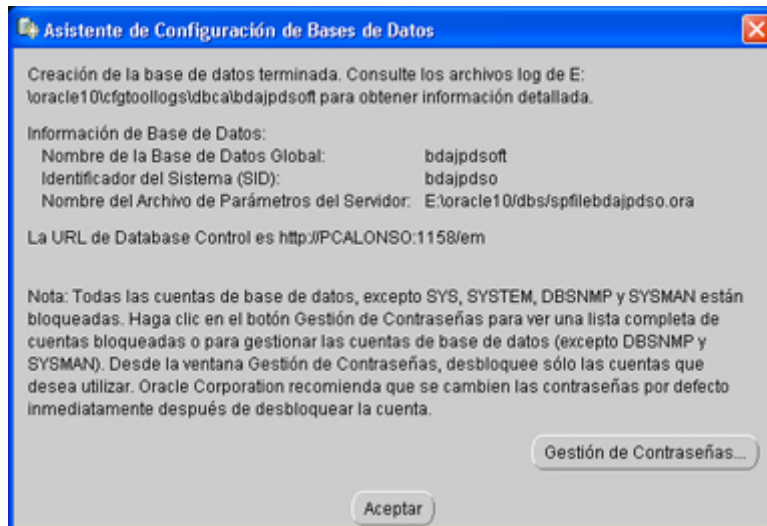 Asistente de Configuración de Bases de Datos
Creación de la base de datos terminada. Consulte los archivos log de E:
\oracle10\cfgtoollogs\dbca\bdajpdsoft para obtener información detallada.
Información de Base de Datos:
Nombre de la Base de Datos Global: bdajpdsoft
Identificador del Sistema (SID): bdajpdso
Nombre del Archivo de Parámetros del Servidor: E:\oracle10/dbs/spfilebdajpdso.ora
La URL de Database Control es http://PCALONSO:1158/em
Nota: Todas las cuentas de base de datos, excepto SYS, SYSTEM, DBSNMP y SYSMAN están
bloqueadas. Haga clic en el botón Gestión de Contraseñas para ver una lista completa de
cuentas bloqueadas o para gestionar las cuentas de base de datos (excepto DBSNMP y
SYSMAN). Desde la ventana Gestión de Contraseñas, desbloquee sólo las cuentas que
desea utilizar. Oracle Corporation recomienda que se cambien las contraseñas por defecto
inmediatamente después de desbloquear la cuenta.
Gestión de Contraseñas...
Aceptar